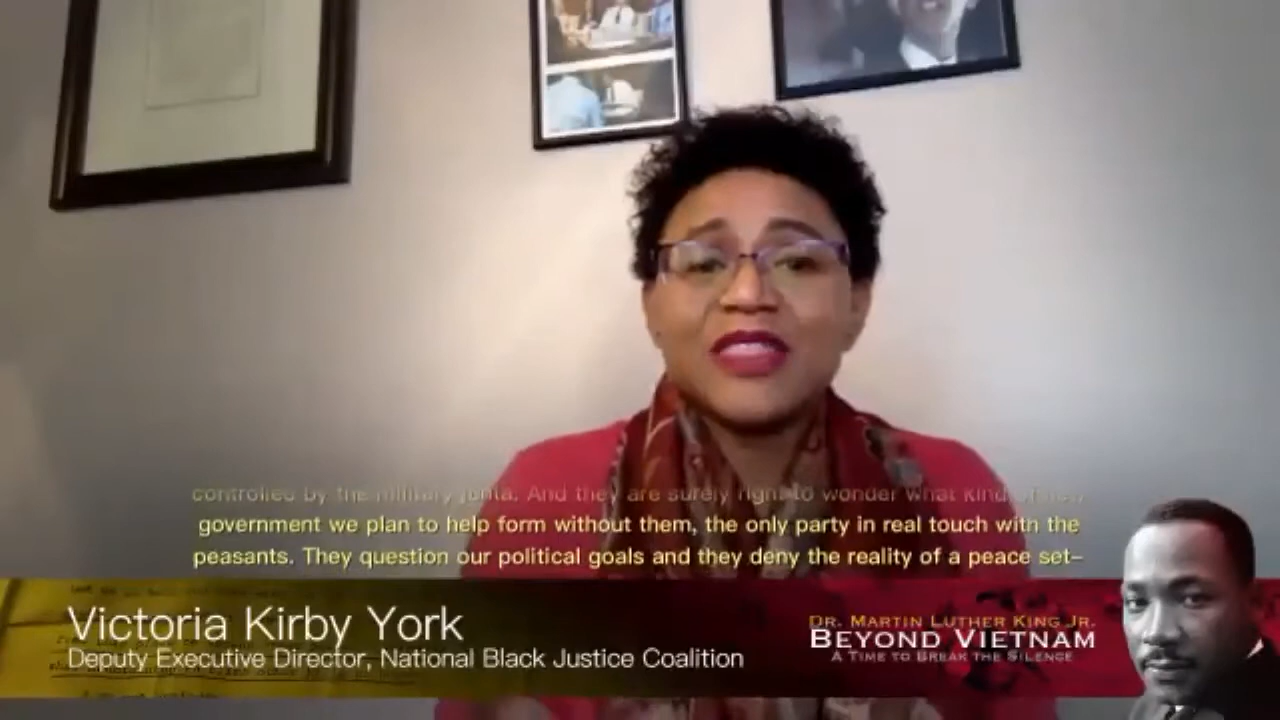 controlled by the military junta. And they are surely right to wonder what kind of
government we plan to help form without them, the only party in real touch with the
peasants. They question our political goals and they deny the reality of a peace set-
Victoria Kirby York
Deputy Executive Director, National Black Justice Coalition
DR. MARTIN LUTHER KING JR.
BEYOND VIETNAM
A TIME TO BREAK THE SILENCE